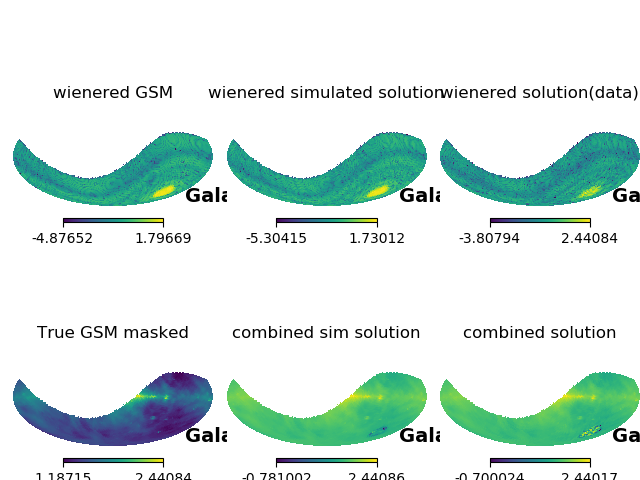 wienered GSM
wienered simulated solution
wienered solution(data)
Gala
Gala
Ga
-4.87652 1.79669
-5.30415 1.73012
-3.80794 2.44084
True GSM masked
combined sim solution
combined solution
Gala
Gala
Ga
1.18715 2.44084
-0.781002 2.44086
-0.700024 2.44017